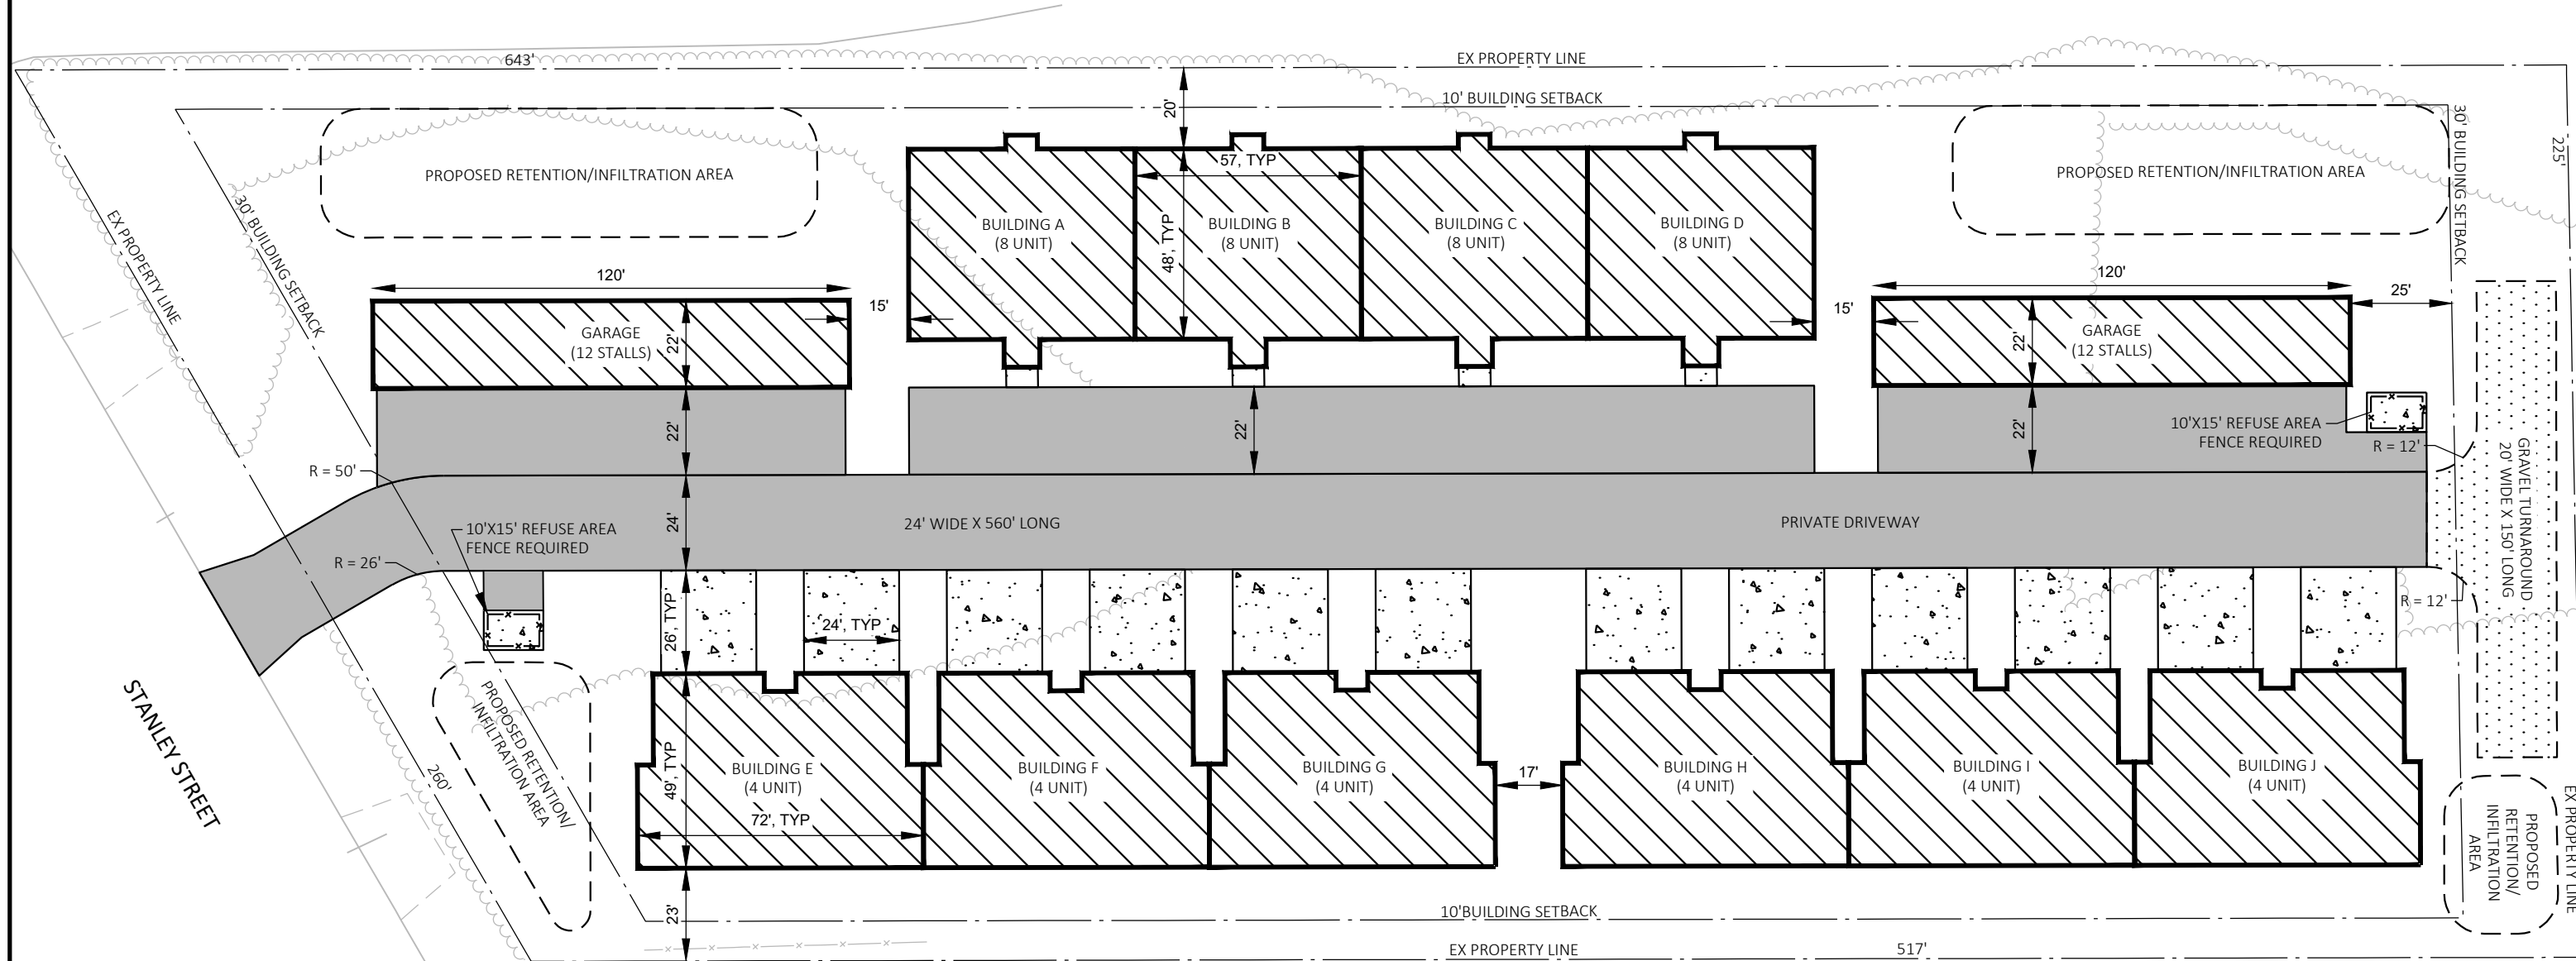 643'
EX PROPERTY LINE
20'
10' BUILDING SETBACK
30' BUILDING SETBACK
225'
PROPOSED RETENTION/INFILTRATION AREA
57, TYP
48', TYP
PROPOSED RETENTION/INFILTRATION AREA
EX PROPERTY LINE
30' BUILDING SETBACK
BUILDING A
(8 UNIT)
BUILDING B
(8 UNIT)
BUILDING C
(8 UNIT)
BUILDING D
(8 UNIT)
120'
15'
15'
120'
25'
GARAGE
(12 STALLS)
22'
GARAGE
(12 STALLS)
22'
22'
22'
22'
10'X15' REFUSE AREA
FENCE REQUIRED
R = 12'
R = 50'
24'
24' WIDE X 560' LONG
PRIVATE DRIVEWAY
GRAVEL TURNAROUND
20' WIDE X 150' LONG
10'X15' REFUSE AREA
FENCE REQUIRED
R = 26'
R = 12'
26', TYP
24', TYP
STANLEY STREET
260'
PROPOSED RETENTION/
INFILTRATION AREA
BUILDING E
(4 UNIT)
49', TYP
72', TYP
BUILDING F
(4 UNIT)
BUILDING G
(4 UNIT)
17'
BUILDING H
(4 UNIT)
BUILDING I
(4 UNIT)
BUILDING J
(4 UNIT)
PROPOSED
RETENTION/
INFILTRATION
AREA
EX PROPERTY LINE
23'
10'BUILDING SETBACK
EX PROPERTY LINE
517'